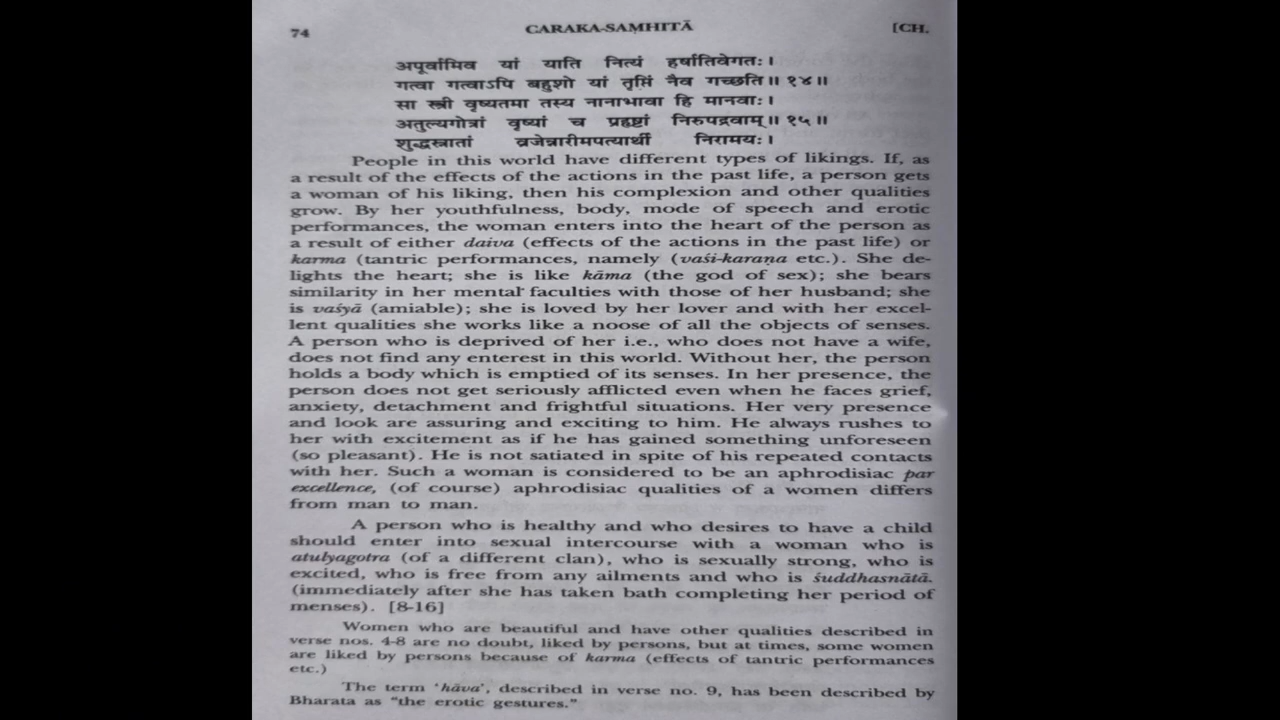 74
CARAKA-SAṂHITĀ
[CH.
अपूर्वामिव यां याति नित्यं हर्षातिवेगतः।
गत्वा गत्वाऽपि बहुशो यां तृप्तिं नैव गच्छति॥ १४॥
सा स्त्री वृष्यतमा तस्य नानाभावा हि मानवाः।
अतुल्यगोत्रां वृष्यां च प्रहृष्टां निरुपद्रवाम्॥ १५॥
शुद्धस्नातां व्रजेन्नारीमपत्यार्थी निरामयः।
People in this world have different types of likings. If, as
a result of the effects of the actions in the past life, a person gets
a woman of his liking, then his complexion and other qualities
grow. By her youthfulness, body, mode of speech and erotic
performances, the woman enters into the heart of the person as
a result of either daiva (effects of the actions in the past life) or
karma (tantric performances, namely (vaśi-karaṇa etc.). She de-
lights the heart; she is like kāma (the god of sex); she bears
similarity in her mental faculties with those of her husband; she
is vaśyā (amiable); she is loved by her lover and with her excel-
lent qualities she works like a noose of all the objects of senses.
A person who is deprived of her i.e., who does not have a wife,
does not find any enterest in this world. Without her, the person
holds a body which is emptied of its senses. In her presence, the
person does not get seriously afflicted even when he faces grief,
anxiety, detachment and frightful situations. Her very presence
and look are assuring and exciting to him. He always rushes to
her with excitement as if he has gained something unforeseen
(so pleasant). He is not satiated in spite of his repeated contacts
with her. Such a woman is considered to be an aphrodisiac par
excellence, (of course) aphrodisiac qualities of a women differs
from man to man.
A person who is healthy and who desires to have a child
should enter into sexual intercourse with a woman who is
atulyagotra (of a different clan), who is sexually strong, who is
excited, who is free from any ailments and who is śuddhasnātā.
(immediately after she has taken bath completing her period of
menses). [8-16]
Women who are beautiful and have other qualities described in
verse nos. 4-8 are no doubt, liked by persons, but at times, some women
are liked by persons because of karma (effects of tantric performances
etc.)
The term 'hāva', described in verse no. 9, has been described by
Bharata as "the erotic gestures."